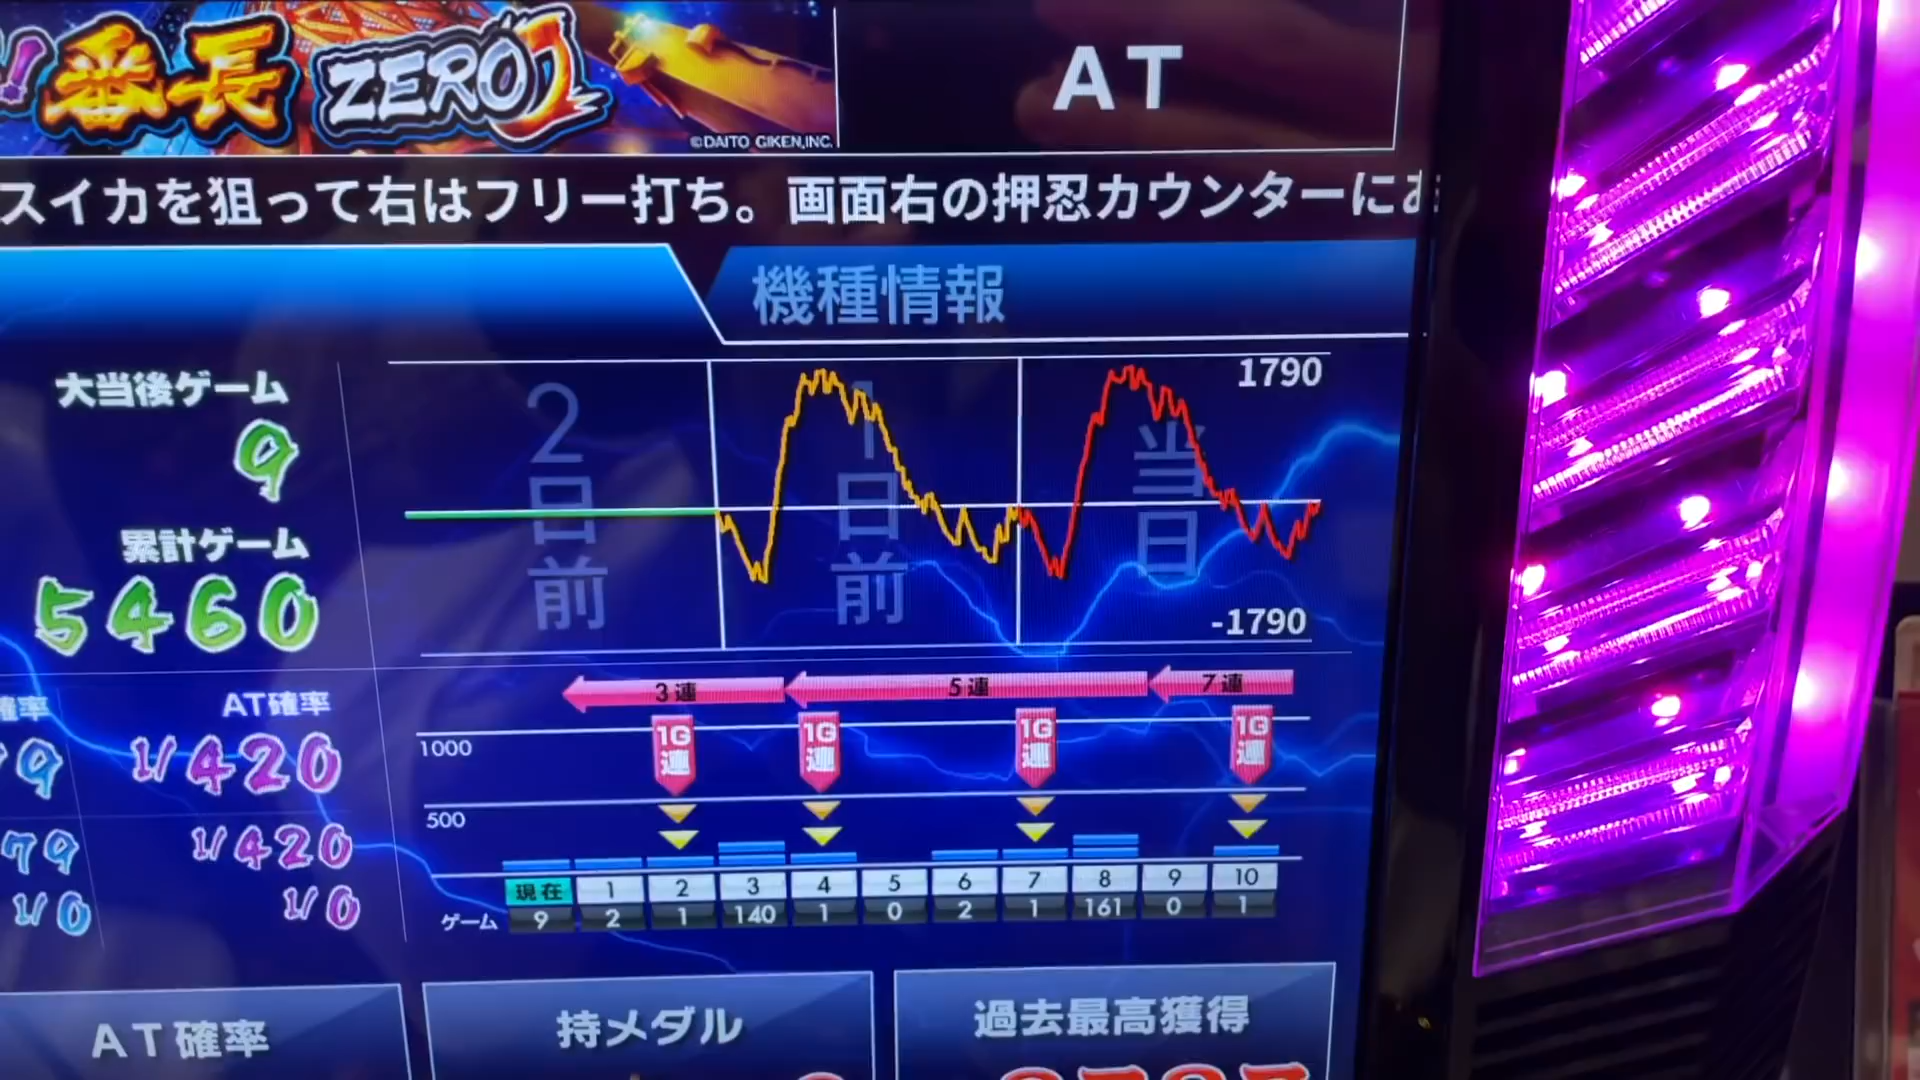 ！番長 ZERO
AT
©DAITO GIKEN,INC.
スイカを狙って右はフリー打ち。画面右の押忍カウンターに
機種情報
大当後ゲーム
9
累計ゲーム
5460
2日前
1日前
当日
1790
-1790
確率 AT確率
9 1/420
79 1/420
1/0 1/0
3連 5連 7連
1G連 1G連 1G連 1G連
1000
500
現在 1 2 3 4 5 6 7 8 9 10
ゲーム 9 2 1 140 1 0 2 1 161 0 1
AT確率
持メダル
過去最高獲得